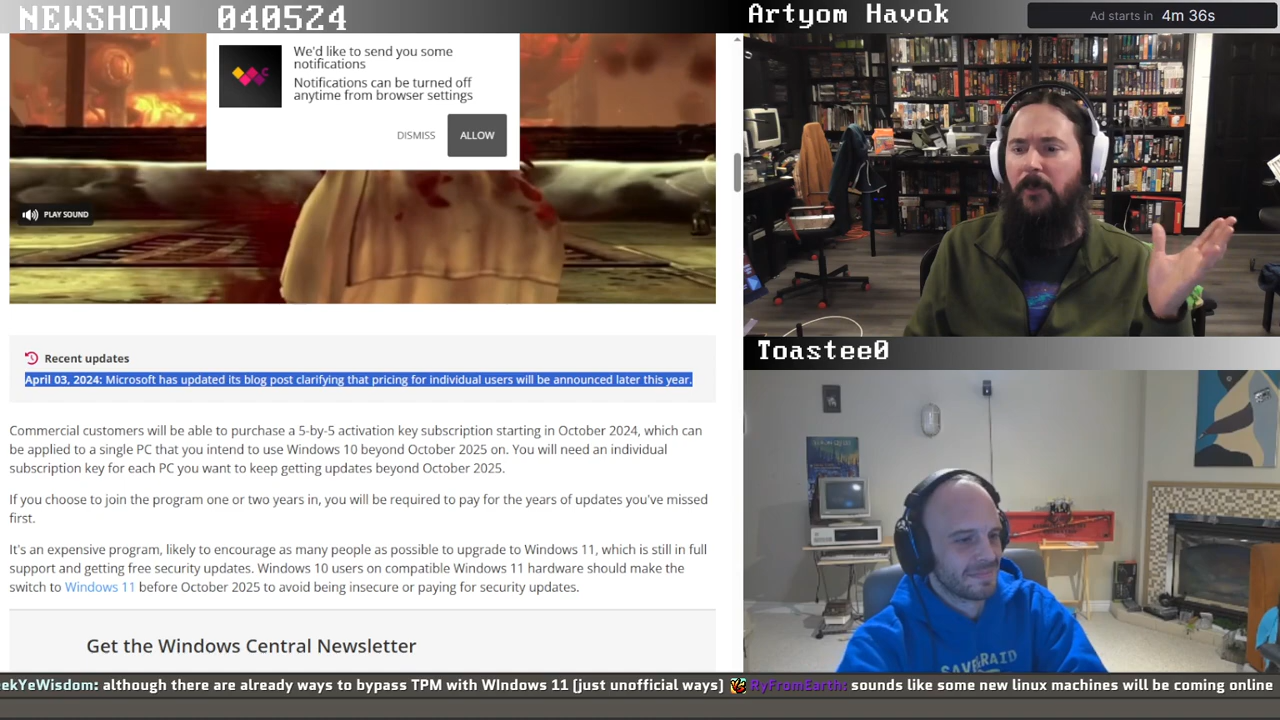 NEWSHOW 040524
Artyom Havok
Ad starts in 4m 36s
We'd like to send you some
notifications
Notifications can be turned off
anytime from browser settings
DISMISS
ALLOW
PLAY SOUND
Recent updates
April 03, 2024: Microsoft has updated its blog post clarifying that pricing for individual users will be announced later this year.
Commercial customers will be able to purchase a 5-by-5 activation key subscription starting in October 2024, which can
be applied to a single PC that you intend to use Windows 10 beyond October 2025 on. You will need an individual
subscription key for each PC you want to keep getting updates beyond October 2025.
If you choose to join the program one or two years in, you will be required to pay for the years of updates you've missed
first.
It's an expensive program, likely to encourage as many people as possible to upgrade to Windows 11, which is still in full
support and getting free security updates. Windows 10 users on compatible Windows 11 hardware should make the
switch to Windows 11 before October 2025 to avoid being insecure or paying for security updates.
Get the Windows Central Newsletter
Toastee0
ekYeWisdom: although there are already ways to bypass TPM with WIndows 11 (just unofficial ways) RyFromEarth: sounds like some new linux machines will be coming online